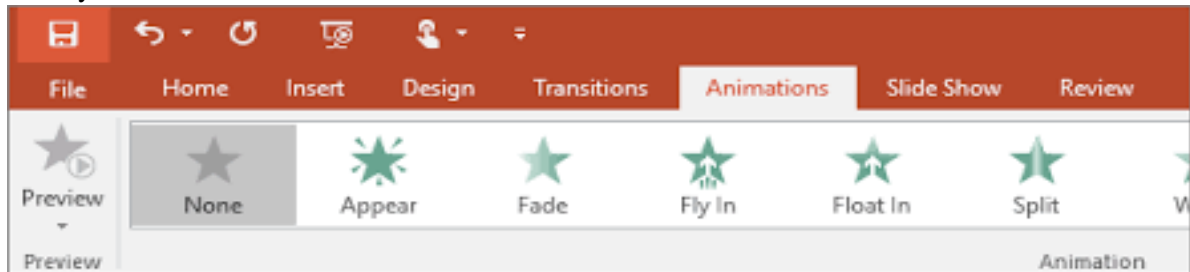 File Home Insert Design Transitions Animations Slide Show Review
Preview None Appear Fade Fly In Float In Split
Preview Animation